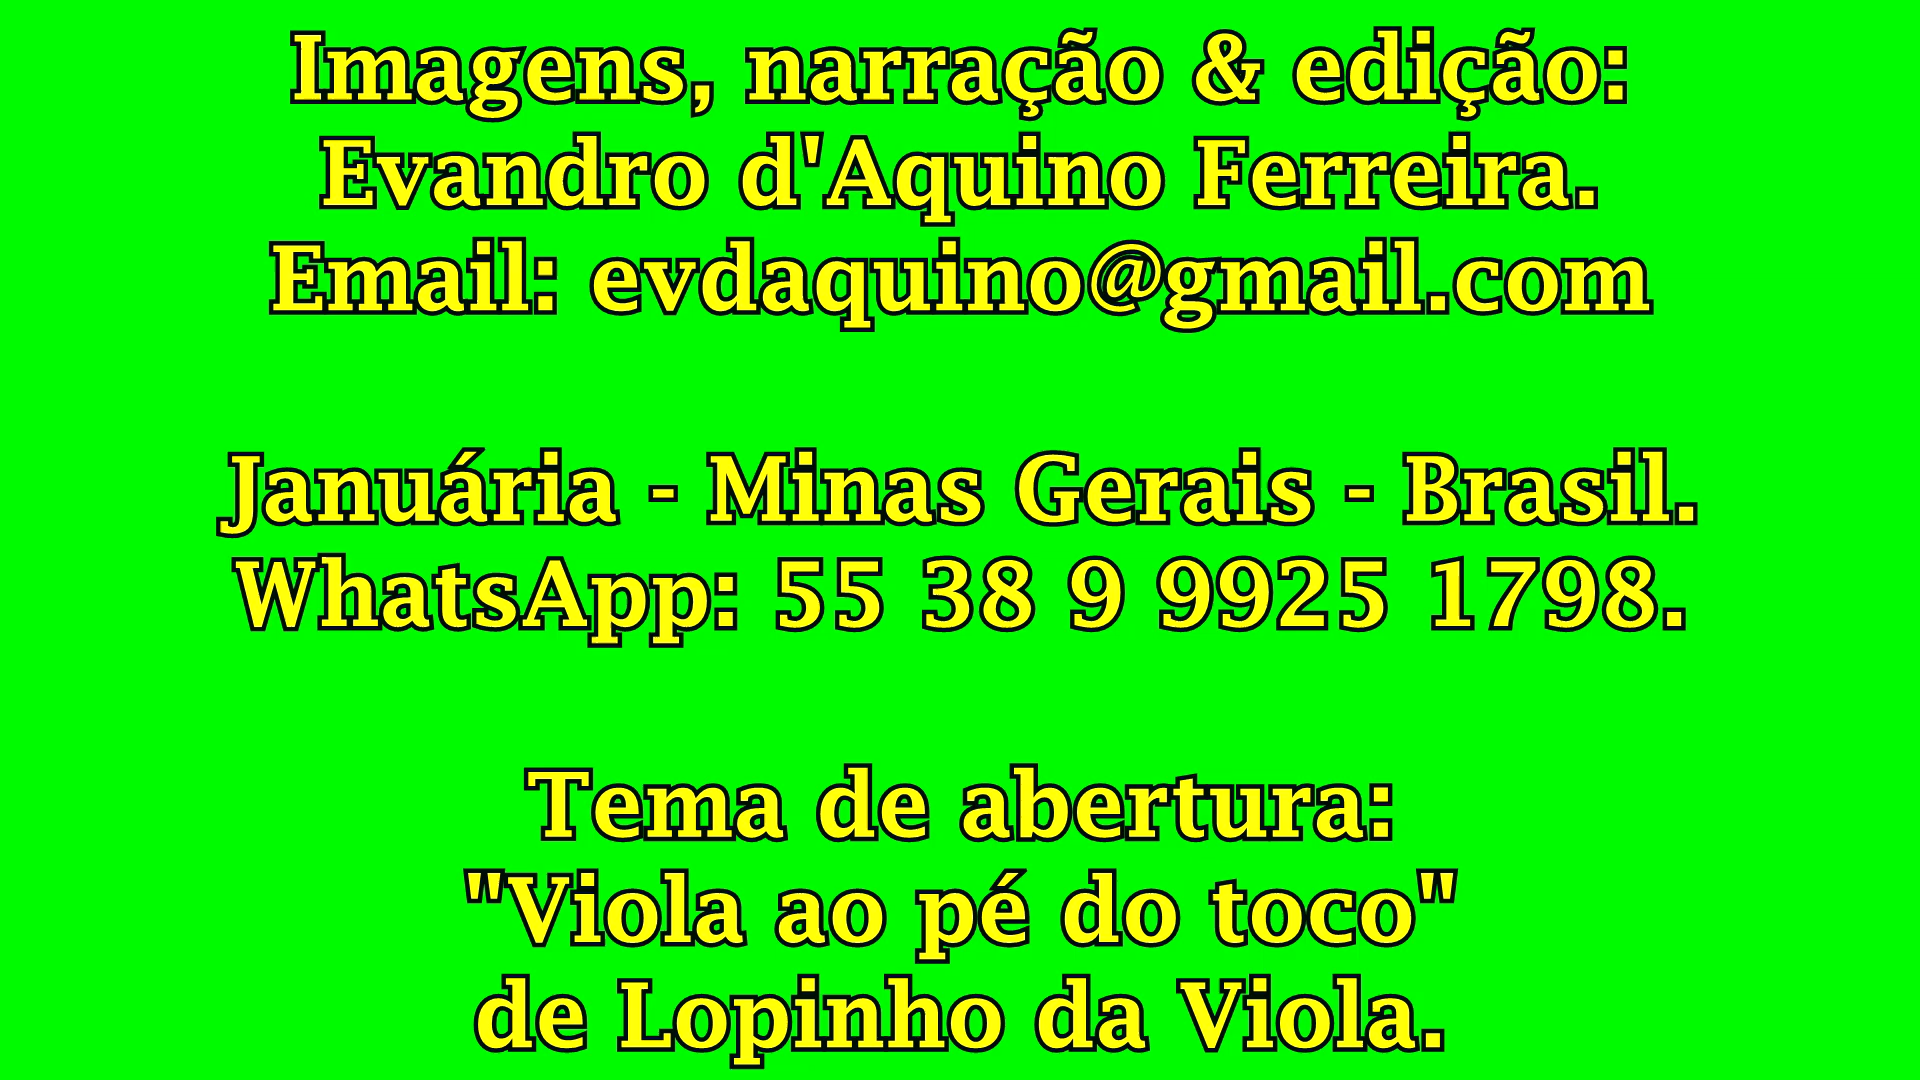 Imagens, narração & edição:
Evandro d'Aquino Ferreira.
Email: evdaquino@gmail.com
Januária - Minas Gerais - Brasil.
WhatsApp: 55 38 9 9925 1798.
Tema de abertura:
"Viola ao pé do toco"
de Lopinho da Viola.